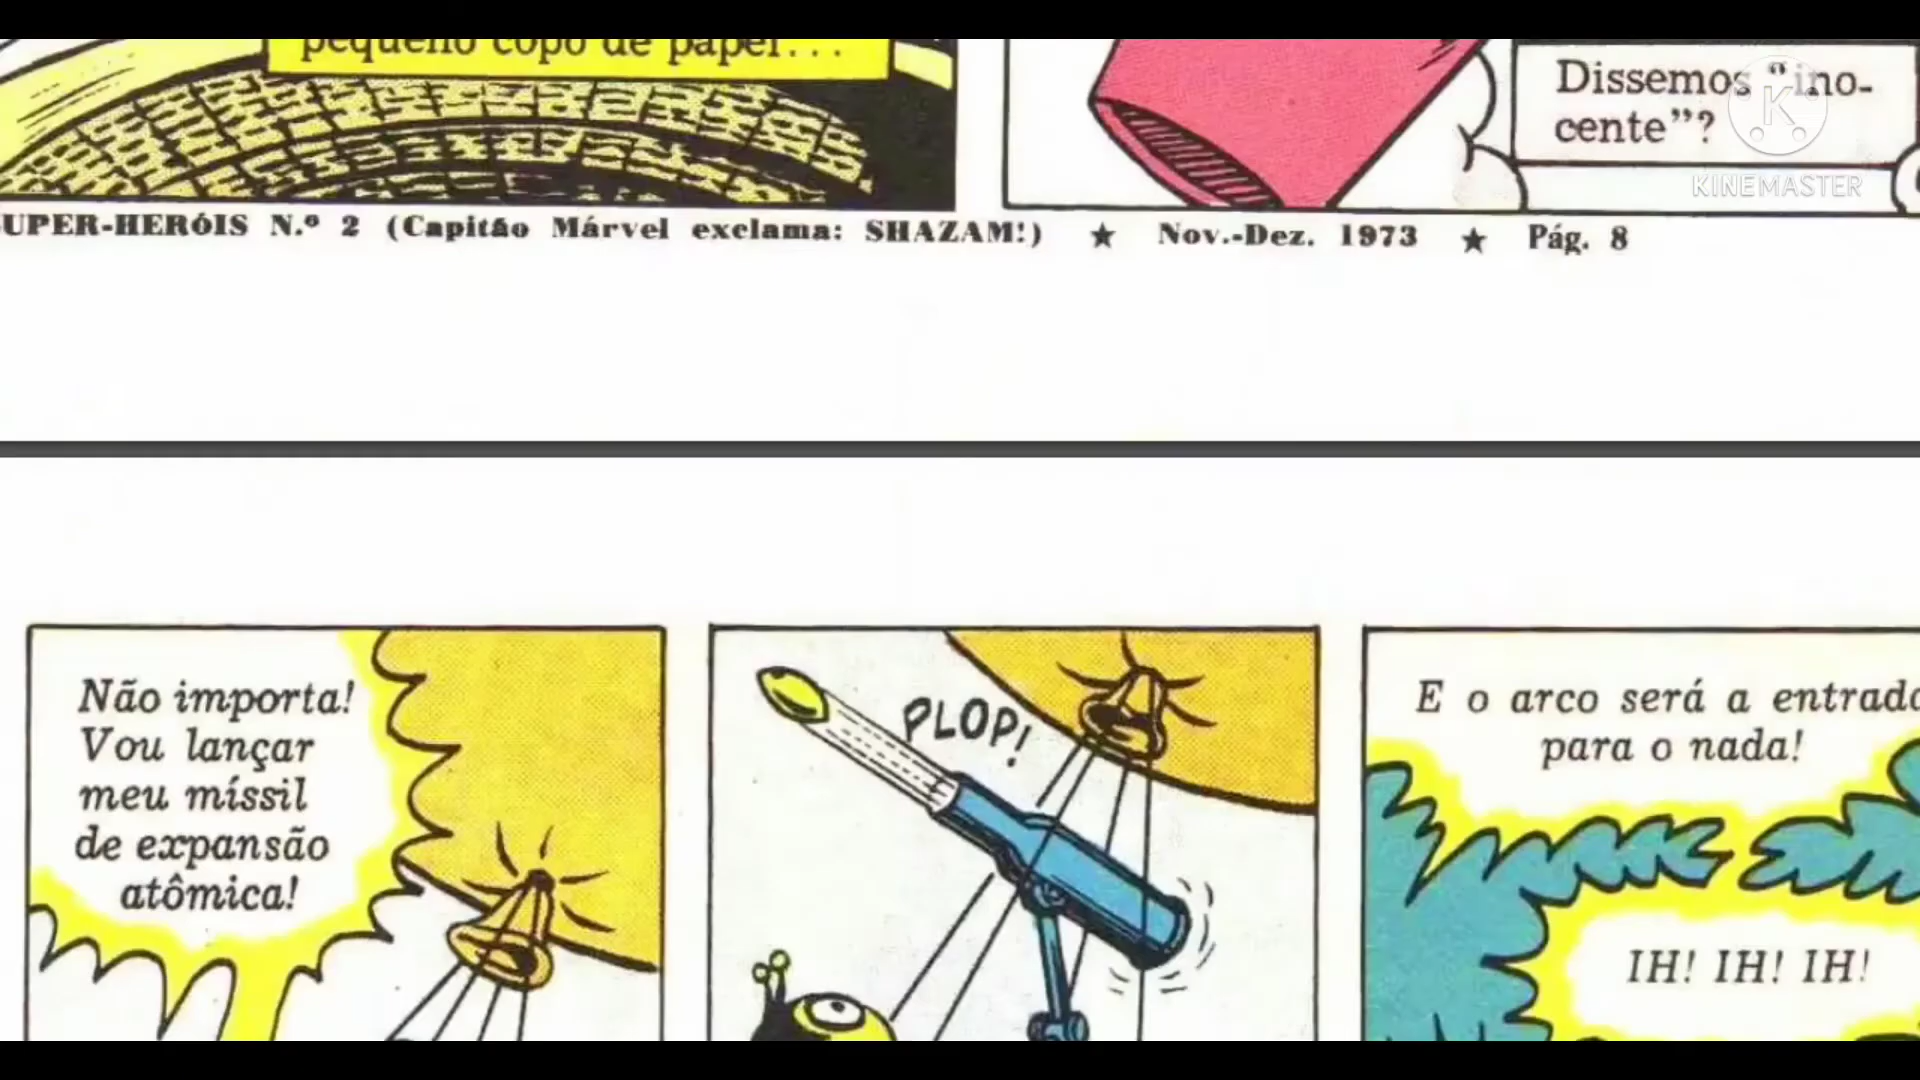 pequeno copo de papel...
Dissemos “ino-
cente”?
KINEMASTER
UPER-HERÓIS N.º 2 (Capitão Márvel exclama: SHAZAM!) ★ Nov.-Dez. 1973 ★ Pág. 8
Não importa!
Vou lançar
meu míssil
de expansão
atômica!
PLOP!
E o arco será a entrada
para o nada!
IH! IH! IH!